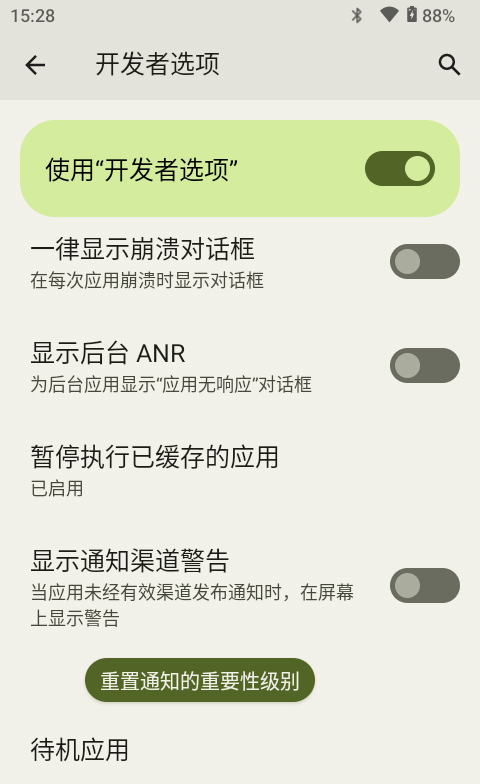 15:28
88%
开发者选项
使用“开发者选项”
一律显示崩溃对话框
在每次应用崩溃时显示对话框
显示后台 ANR
为后台应用显示“应用无响应”对话框
暂停执行已缓存的应用
已启用
显示通知渠道警告
当应用未经有效渠道发布通知时，在屏幕
上显示警告
重置通知的重要性级别
待机应用